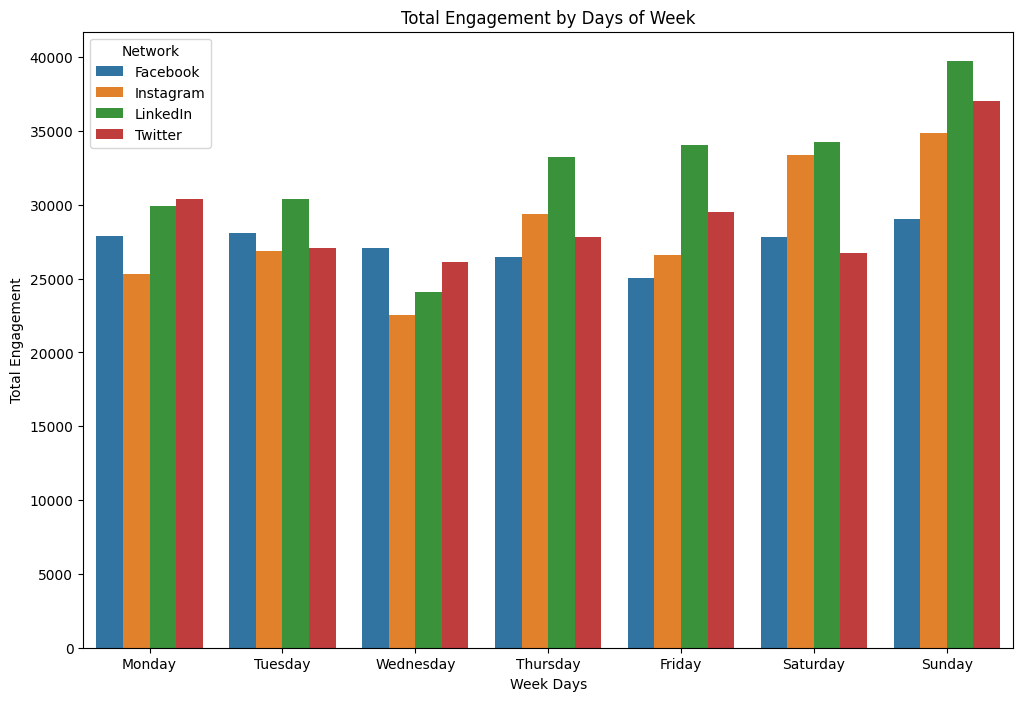 Total Engagement by Days of Week
Network
Facebook
Instagram
LinkedIn
Twitter
Total Engagement
40000
35000
30000
25000
20000
15000
10000
5000
0
Monday Tuesday Wednesday Thursday Friday Saturday Sunday
Week Days